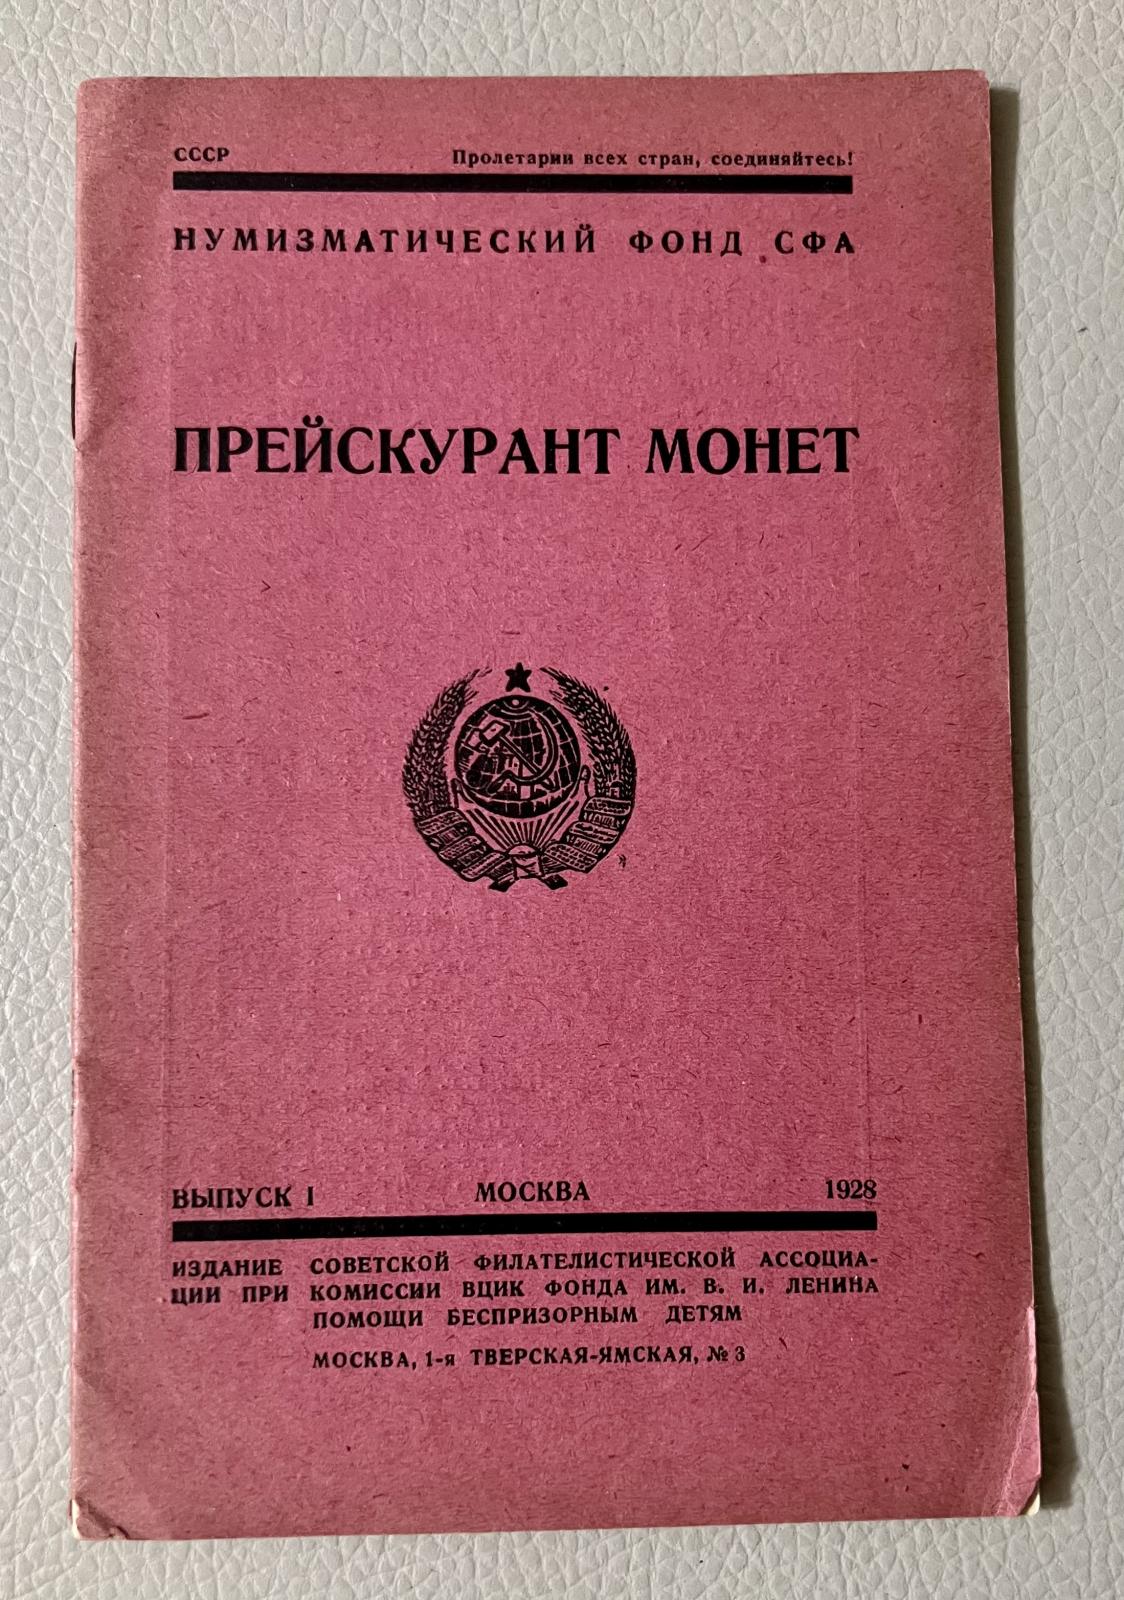 СССР Пролетарии всех стран, соединяйтесь!
НУМИЗМАТИЧЕСКИЙ ФОНД СФА
ПРЕЙСКУРАНТ МОНЕТ
ВЫПУСК I МОСКВА 1928
ИЗДАНИЕ СОВЕТСКОЙ ФИЛАТЕЛИСТИЧЕСКОЙ АССОЦИА-
ЦИИ ПРИ КОМИССИИ ВЦИК ФОНДА ИМ. В. И. ЛЕНИНА
ПОМОЩИ БЕСПРИЗОРНЫМ ДЕТЯМ
МОСКВА, 1-я ТВЕРСКАЯ-ЯМСКАЯ, № 3